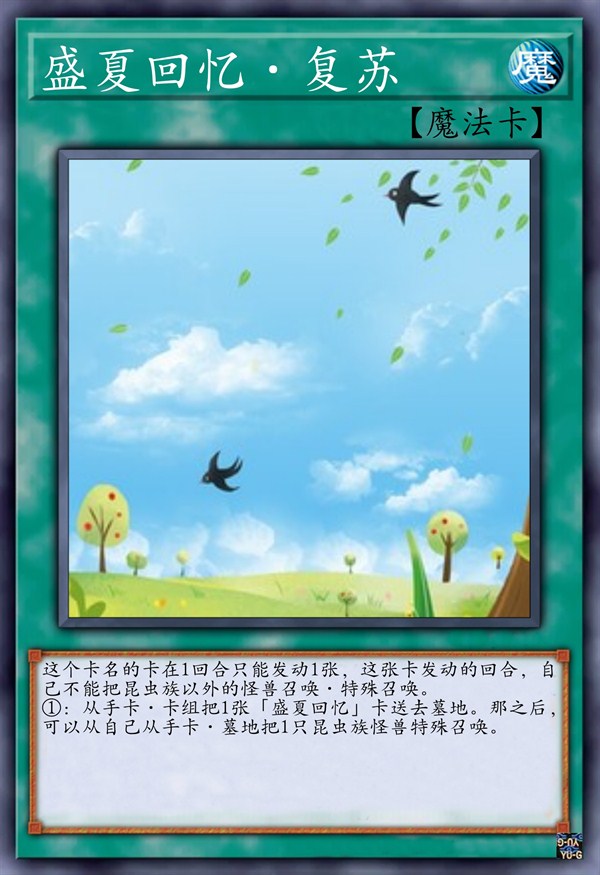 盛夏回忆·复苏
魔
【魔法卡】
这个卡名的卡在1回合只能发动1张，这张卡发动的回合，自
己不能把昆虫族以外的怪兽召唤·特殊召唤。
①：从手卡·卡组把1张「盛夏回忆」卡送去墓地。那之后，
可以从自己从手卡·墓地把1只昆虫族怪兽特殊召唤。
YU-G